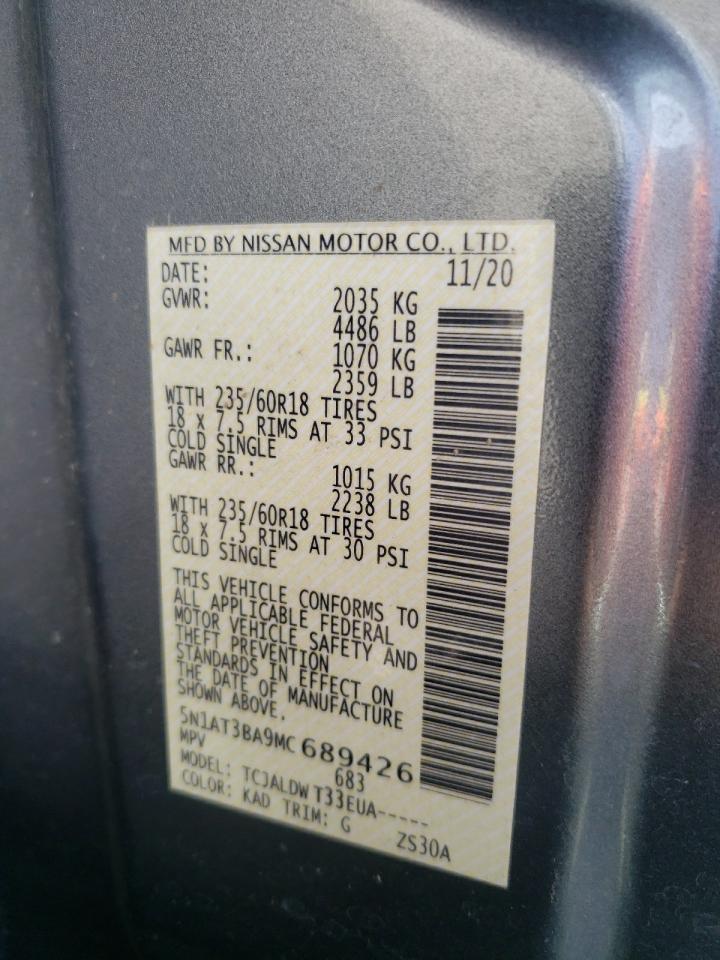 MFD BY NISSAN MOTOR CO., LTD.
DATE: 11/20
GVWR: 2035 KG
4486 LB
GAWR FR.: 1070 KG
2359 LB
WITH 235/60R18 TIRES
18 x 7.5 RIMS AT 33 PSI
COLD SINGLE
GAWR RR.: 1015 KG
2238 LB
WITH 235/60R18 TIRES
18 x 7.5 RIMS AT 30 PSI
COLD SINGLE
THIS VEHICLE CONFORMS TO
ALL APPLICABLE FEDERAL
MOTOR VEHICLE SAFETY AND
THEFT PREVENTION
STANDARDS IN EFFECT ON
THE DATE OF MANUFACTURE
SHOWN ABOVE.
5N1AT3BA9MC 689426
MPV 683
MODEL: TCJALDW T33EUA-----
COLOR: KAD TRIM: G ZS30A